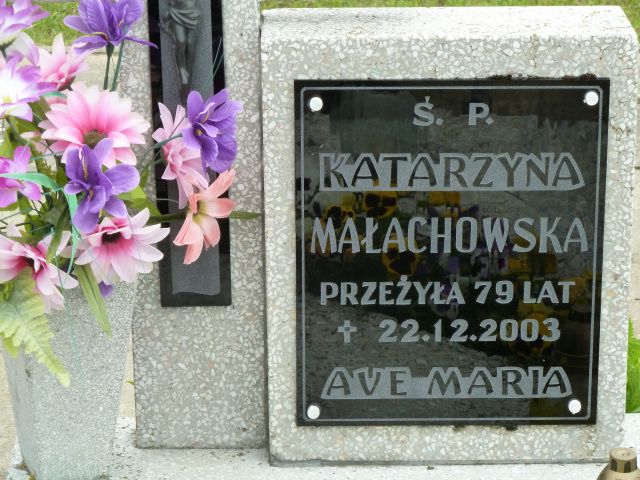 Ś. P.
KATARZYNA
MAŁACHOWSKA
PRZEŻYŁA 79 LAT
✝ 22.12.2003
AVE MARIA